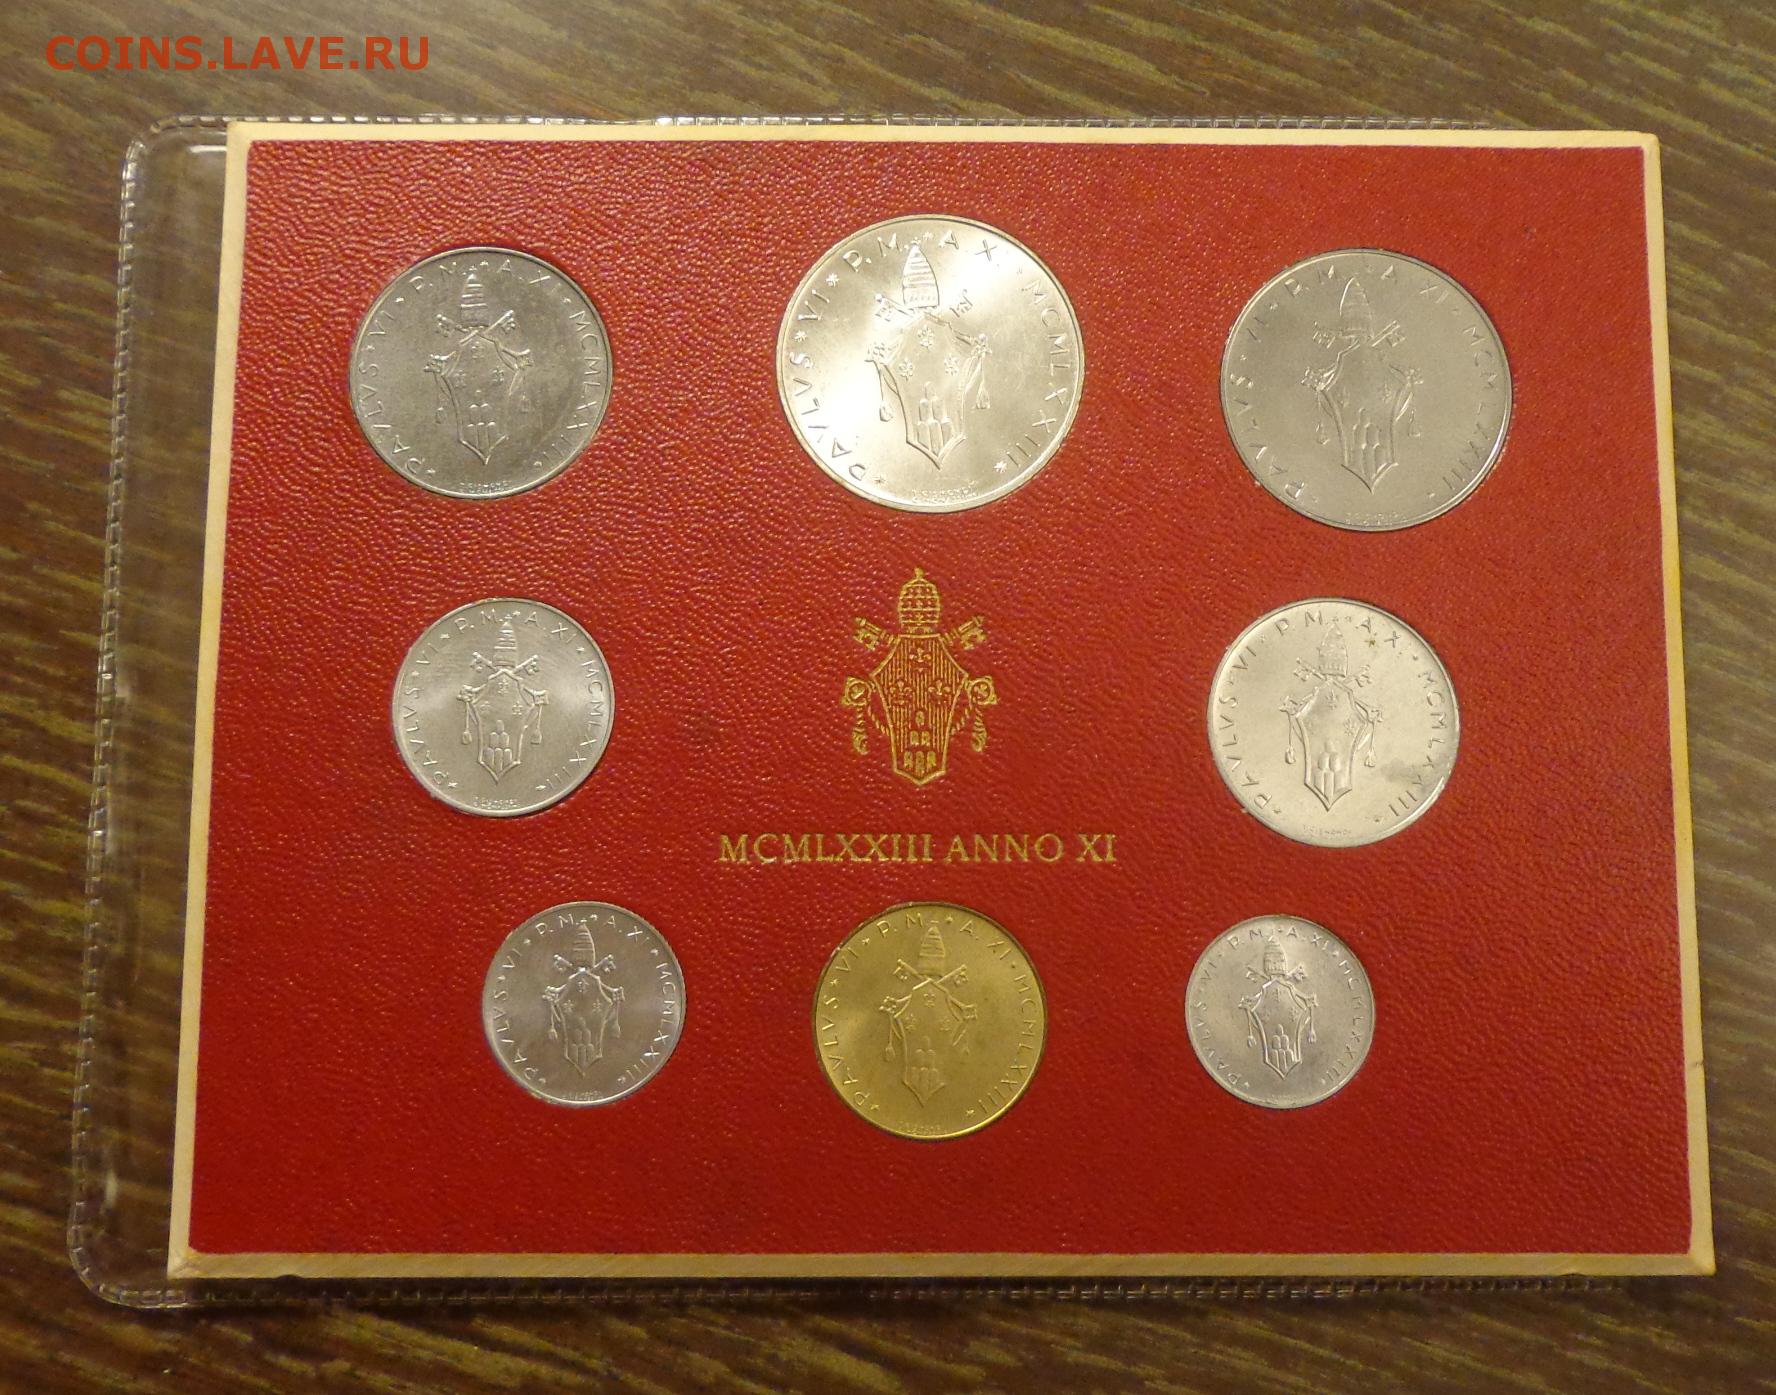 COINS.LAVE.RU
PAVLVS · VI * P. M. * A. XI · MCMLXXIII
PAVLVS * VI * P. M. * A XI · MCMLXXIII
PAVLVS · VI * P. M. * A XI · MCMLXXIII
PAVLVS · VI * P. M. * A XI · MCMLXXIII
PAVLVS · VI * P. M. * A. XI · MCMLXXIII
MCMLXXIII ANNO XI
PAVLVS · VI * P. M. * A. XI · MCMLXXIII
PAVLVS * VI * P. M. * A. XI · MCMLXXIII
PAVLVS · VI * P. M. * A. XI · MCMLXXIII